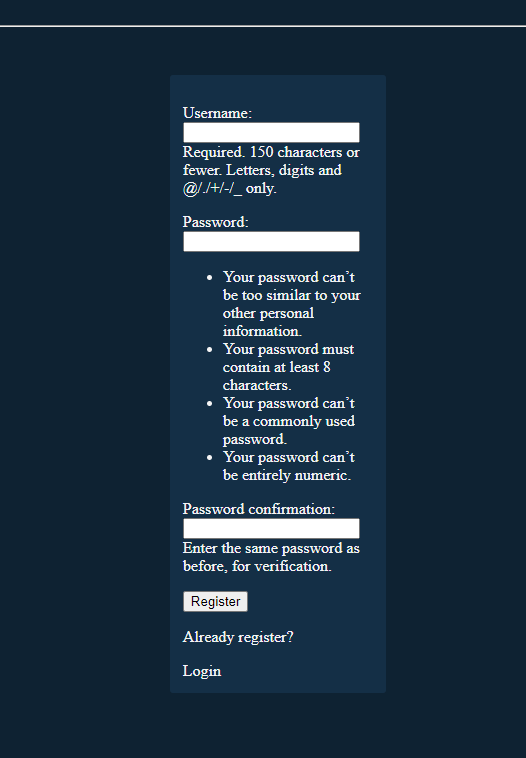 Username:
Required. 150 characters or
fewer. Letters, digits and
@/./+/-/_ only.
Password:
• Your password can’t
be too similar to your
other personal
information.
• Your password must
contain at least 8
characters.
• Your password can’t
be a commonly used
password.
• Your password can’t
be entirely numeric.
Password confirmation:
Enter the same password as
before, for verification.
Register
Already register?
Login